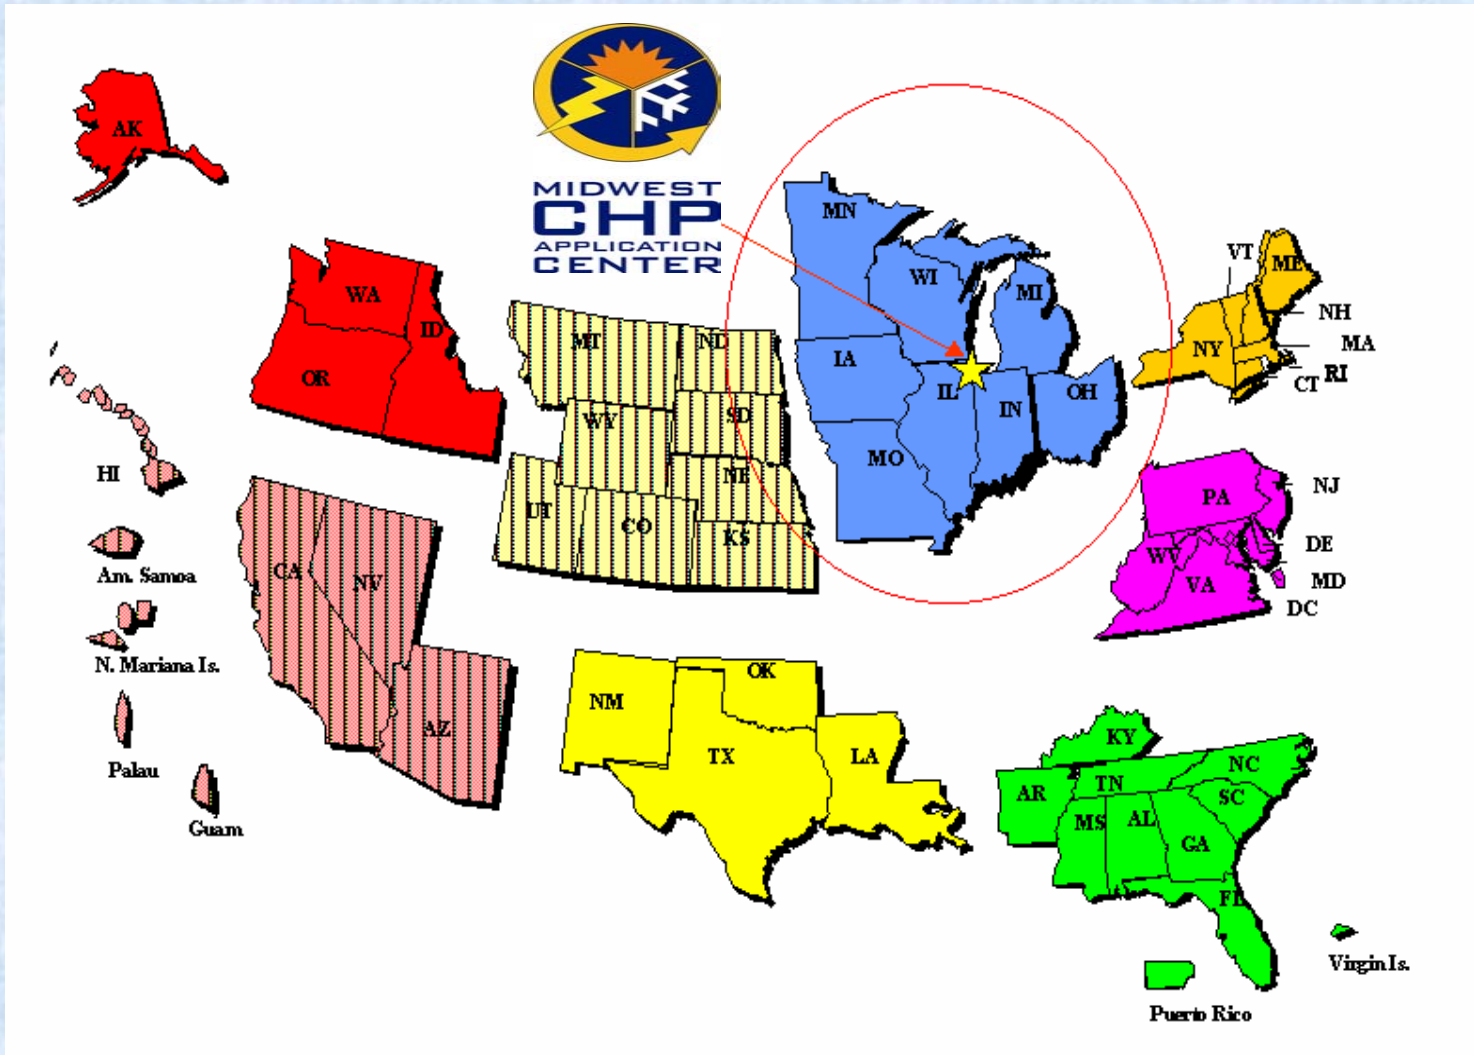 MIDWEST
CHP
APPLICATION
CENTER
AK
WA
ID
OR
HI
Am. Samoa
N. Mariana Is.
Palau
Guam
CA
NV
AZ
MT
ND
WY
SD
NE
UT
CO
KS
MN
WI
MI
IA
IL
IN
OH
MO
VT
ME
NH
MA
NY
CT
RI
PA
NJ
DE
WV
MD
VA
DC
NM
OK
TX
LA
KY
NC
TN
AR
SC
MS
AL
GA
FL
Virgin Is.
Puerto Rico